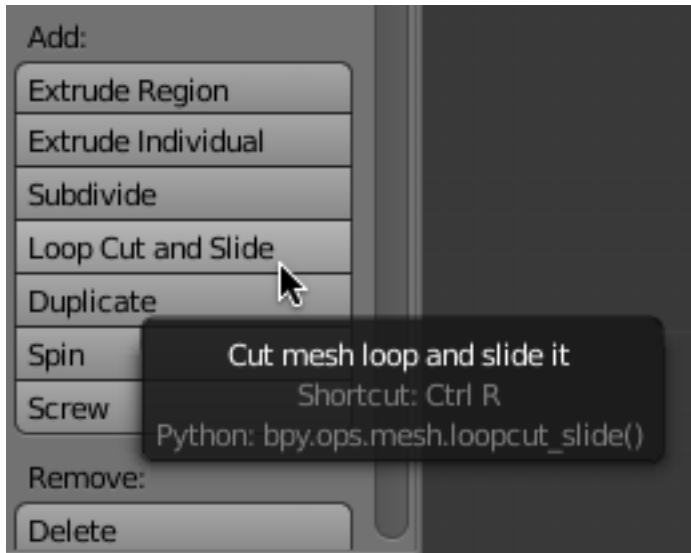 Add:
Extrude Region
Extrude Individual
Subdivide
Loop Cut and Slide
Duplicate
Spin
Screw
Cut mesh loop and slide it
Shortcut: Ctrl R
Python: bpy.ops.mesh.loopcut_slide()
Remove:
Delete